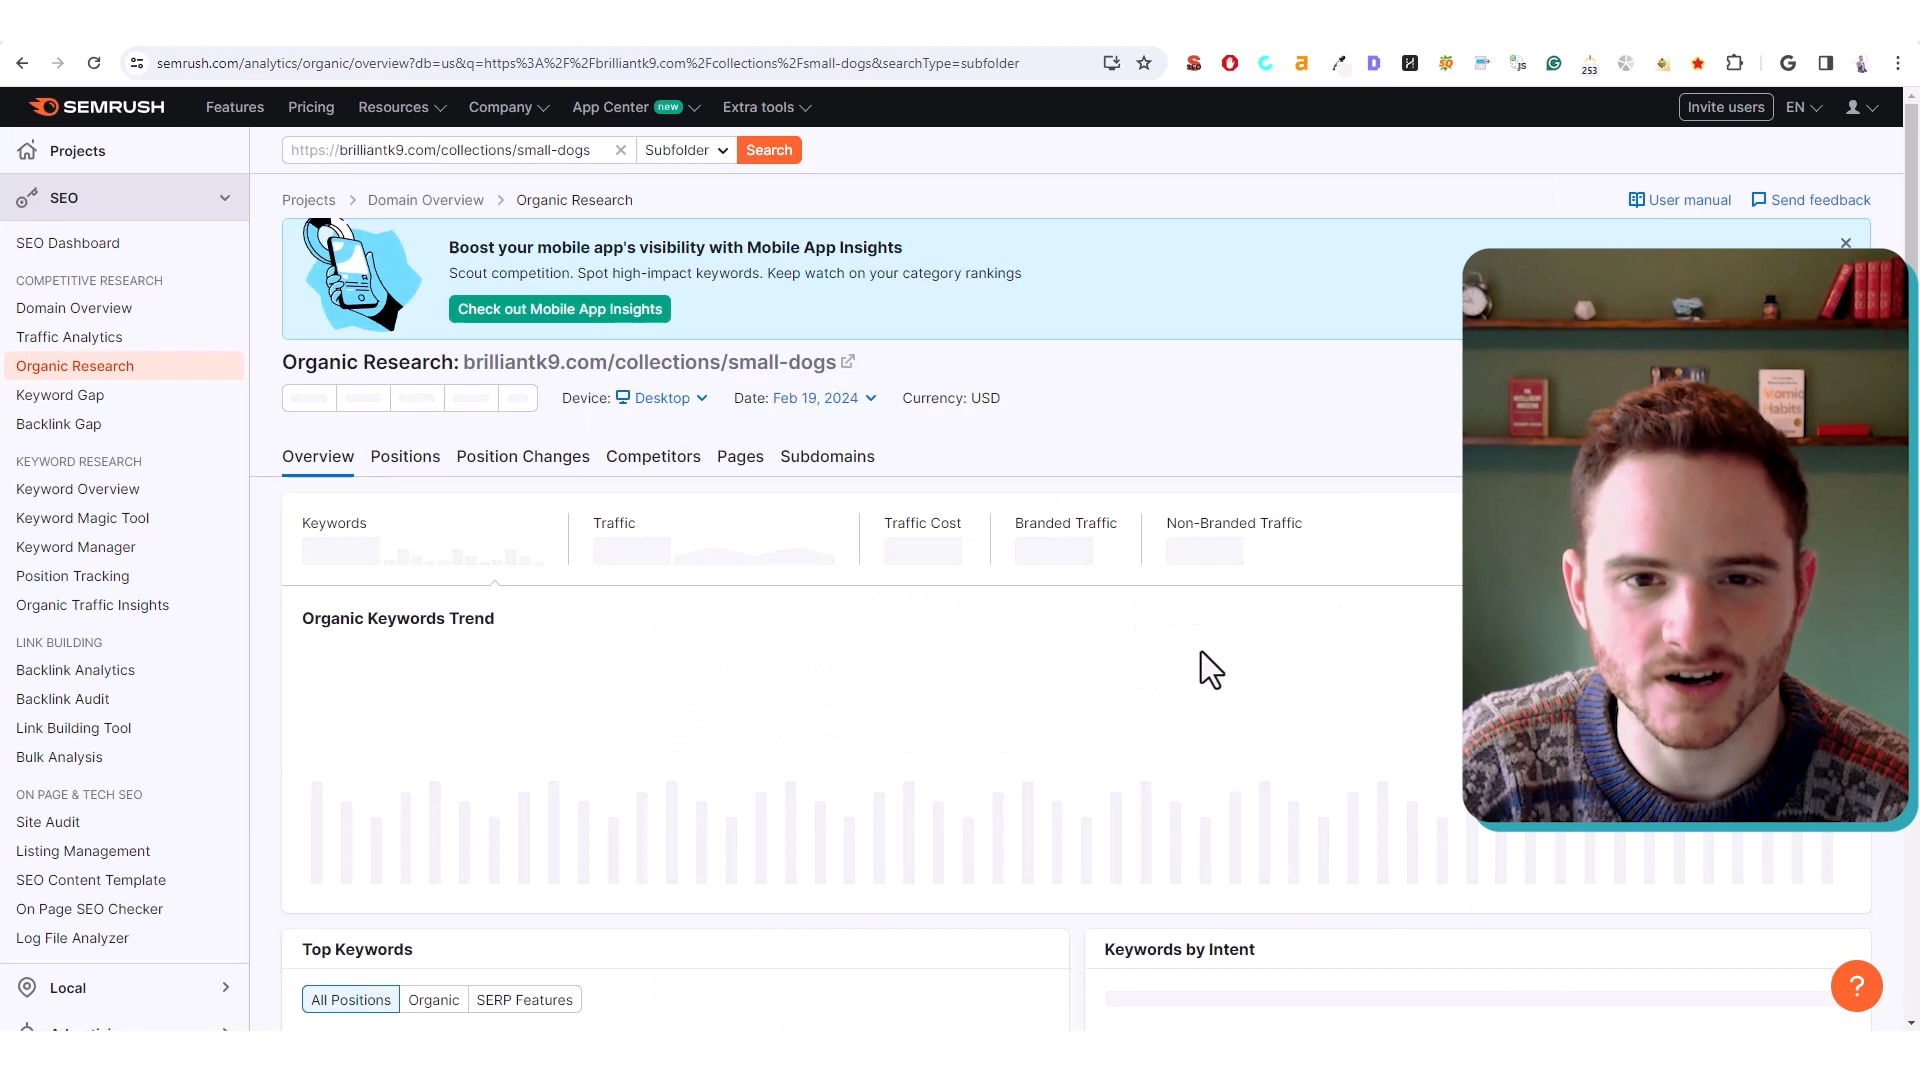 semrush.com/analytics/organic/overview?db=us&q=https%3A%2F%2Fbrilliantk9.com%2Fcollections%2Fsmall-dogs&searchType=subfolder
253
SEMRUSH
Features
Pricing
Resources
Company
App Center new
Extra tools
Invite users
EN
Projects
https://brilliantk9.com/collections/small-dogs
Subfolder
Search
SEO
Projects > Domain Overview > Organic Research
User manual
Send feedback
SEO Dashboard
COMPETITIVE RESEARCH
Domain Overview
Traffic Analytics
Organic Research
Keyword Gap
Backlink Gap
KEYWORD RESEARCH
Keyword Overview
Keyword Magic Tool
Keyword Manager
Position Tracking
Organic Traffic Insights
LINK BUILDING
Backlink Analytics
Backlink Audit
Link Building Tool
Bulk Analysis
ON PAGE & TECH SEO
Site Audit
Listing Management
SEO Content Template
On Page SEO Checker
Log File Analyzer
Local
Boost your mobile app's visibility with Mobile App Insights
Scout competition. Spot high-impact keywords. Keep watch on your category rankings
Check out Mobile App Insights
Organic Research: brilliantk9.com/collections/small-dogs
Device: Desktop
Date: Feb 19, 2024
Currency: USD
Overview
Positions
Position Changes
Competitors
Pages
Subdomains
Keywords
Traffic
Traffic Cost
Branded Traffic
Non-Branded Traffic
Organic Keywords Trend
Top Keywords
All Positions
Organic
SERP Features
Keywords by Intent
?
Atomic
Habits